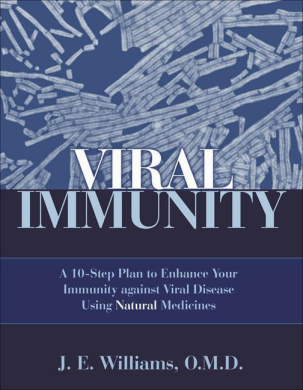 VIRAL
IMMUNITY
A 10-Step Plan to Enhance Your
Immunity against Viral Disease
Using Natural Medicines
J. E. Williams, O.M.D.